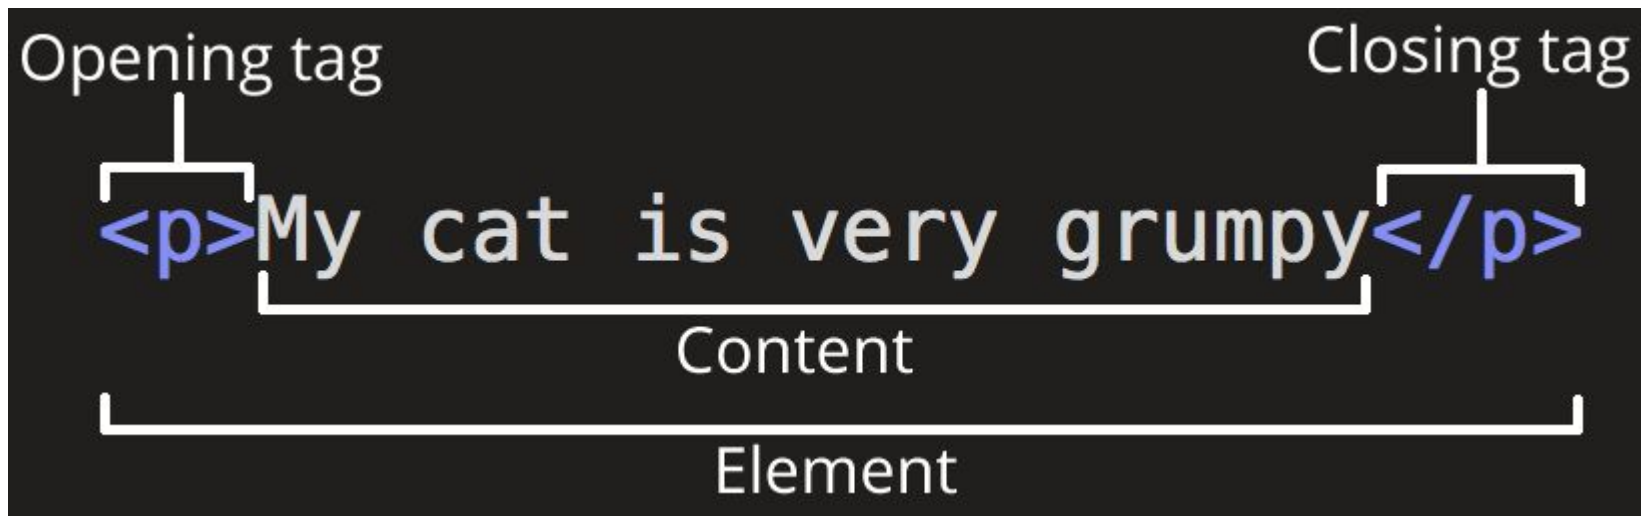 Opening tag
Closing tag
<p>My cat is very grumpy</p>
Content
Element